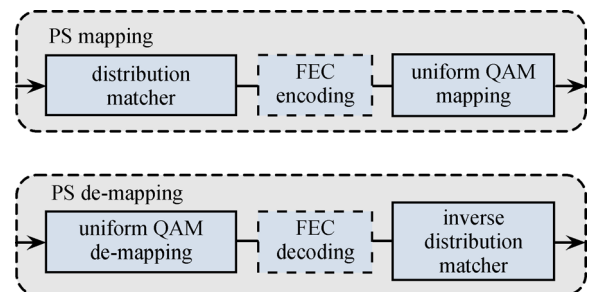 PS mapping
distribution
matcher
FEC
encoding
uniform QAM
mapping
PS de-mapping
uniform QAM
de-mapping
FEC
decoding
inverse
distribution
matcher